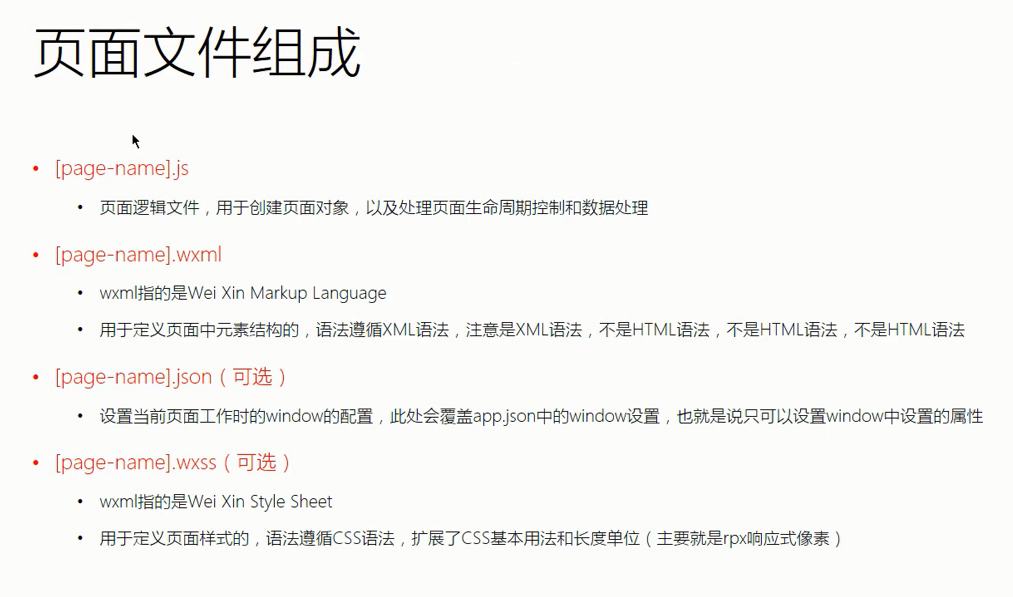 页面文件组成
• [page-name].js
• 页面逻辑文件，用于创建页面对象，以及处理页面生命周期控制和数据处理
• [page-name].wxml
• wxml指的是Wei Xin Markup Language
• 用于定义页面中元素结构的，语法遵循XML语法，注意是XML语法，不是HTML语法，不是HTML语法，不是HTML语法
• [page-name].json（可选）
• 设置当前页面工作时的window的配置，此处会覆盖app.json中的window设置，也就是说只可以设置window中设置的属性
• [page-name].wxss（可选）
• wxml指的是Wei Xin Style Sheet
• 用于定义页面样式的，语法遵循CSS语法，扩展了CSS基本用法和长度单位（主要就是rpx响应式像素）